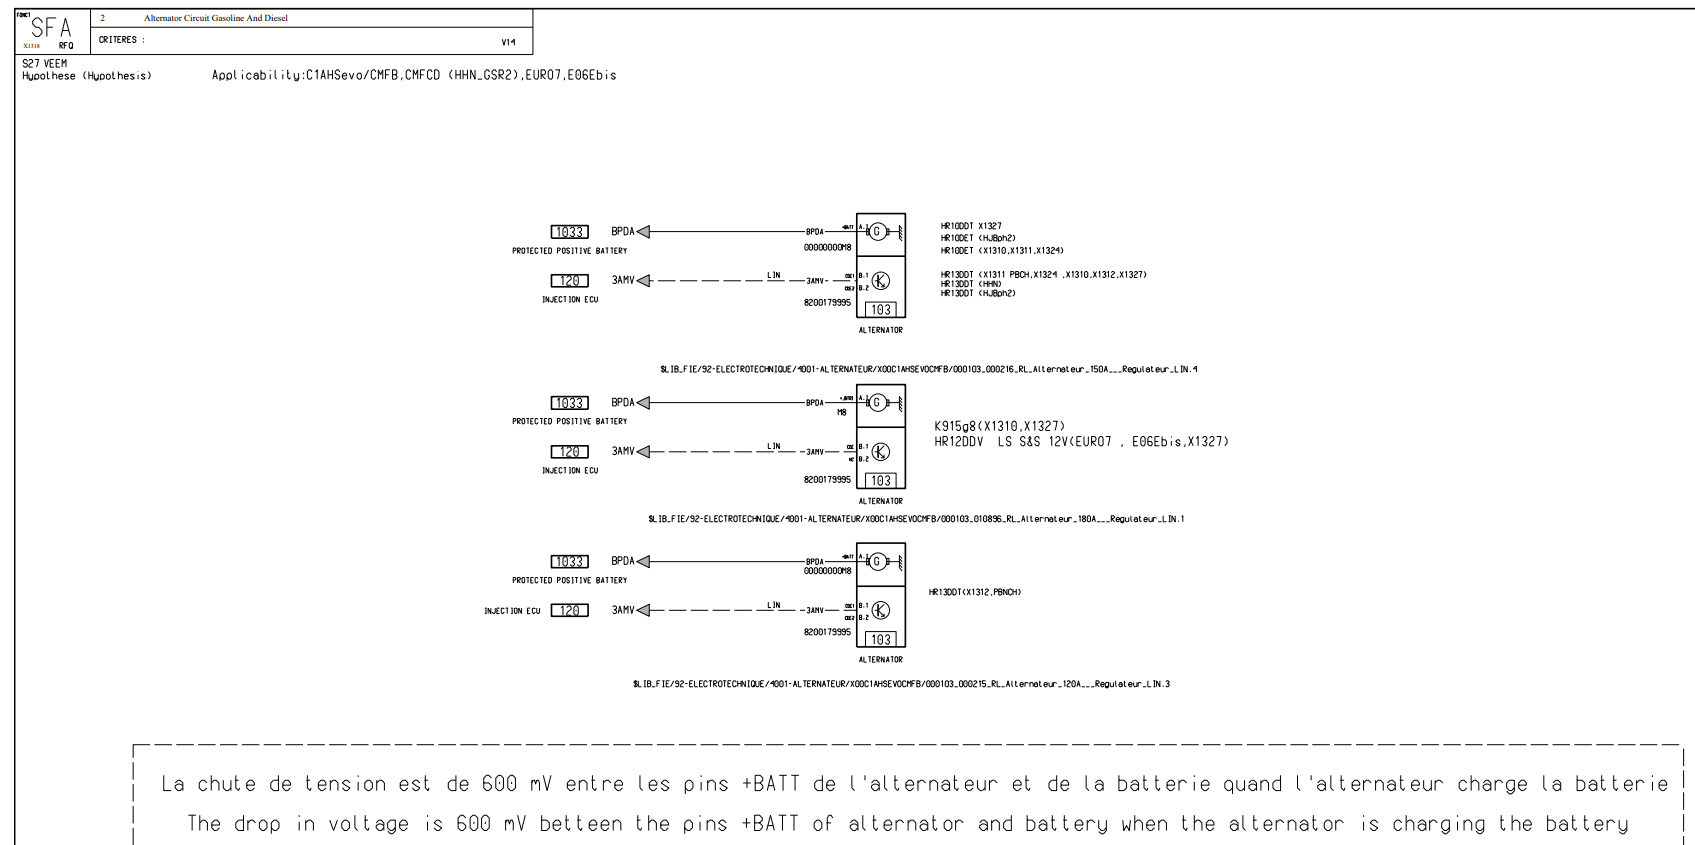 FONCT
SFA
X1318 RFQ
2 Alternator Circuit Gasoline And Diesel
CRITERES : V14
S27 VEEM
Hypothese (Hypothesis) Applicability:C1AHSevo/CMFB,CMFCD (HHN_GSR2),EURO7,E06Ebis
1033 BPDA BPDA +BATT A.1 G
PROTECTED POSITIVE BATTERY 00000000M8
HR10DDT X1327
HR10DET (HJBph2)
HR10DET (X1310,X1311,X1324)
120 3AMV LIN 3AMV B.1
B.2
INJECTION ECU 8200179995 103
ALTERNATOR
HR13DDT (X1311 PBCH,X1324 ,X1310,X1312,X1327)
HR13DDT (HHN)
HR13DDT (HJBph2)
$LIB_FIE/92-ELECTROTECHNIQUE/4001-ALTERNATEUR/X00C1AHSEVOCMFB/000103_000216_RL_Alternateur_150A___Regulateur_LIN.4
1033 BPDA BPDA A.1 G
PROTECTED POSITIVE BATTERY M8
120 3AMV LIN 3AMV B.1
NC B.2
INJECTION ECU 8200179995 103
ALTERNATOR
K915g8(X1310,X1327)
HR12DDV LS S&S 12V(EURO7 , E06Ebis,X1327)
$LIB_FIE/92-ELECTROTECHNIQUE/4001-ALTERNATEUR/X00C1AHSEVOCMFB/000103_010896_RL_Alternateur_180A___Regulateur_LIN.1
1033 BPDA BPDA +BATT A.1 G
PROTECTED POSITIVE BATTERY 00000000M8
INJECTION ECU 120 3AMV LIN 3AMV B.1
B.2
8200179995 103
ALTERNATOR
HR13DDT(X1312,PBNCH)
$LIB_FIE/92-ELECTROTECHNIQUE/4001-ALTERNATEUR/X00C1AHSEVOCMFB/000103_000215_RL_Alternateur_120A___Regulateur_LIN.3
La chute de tension est de 600 mV entre les pins +BATT de l'alternateur et de la batterie quand l'alternateur charge la batterie
The drop in voltage is 600 mV betteen the pins +BATT of alternator and battery when the alternator is charging the battery